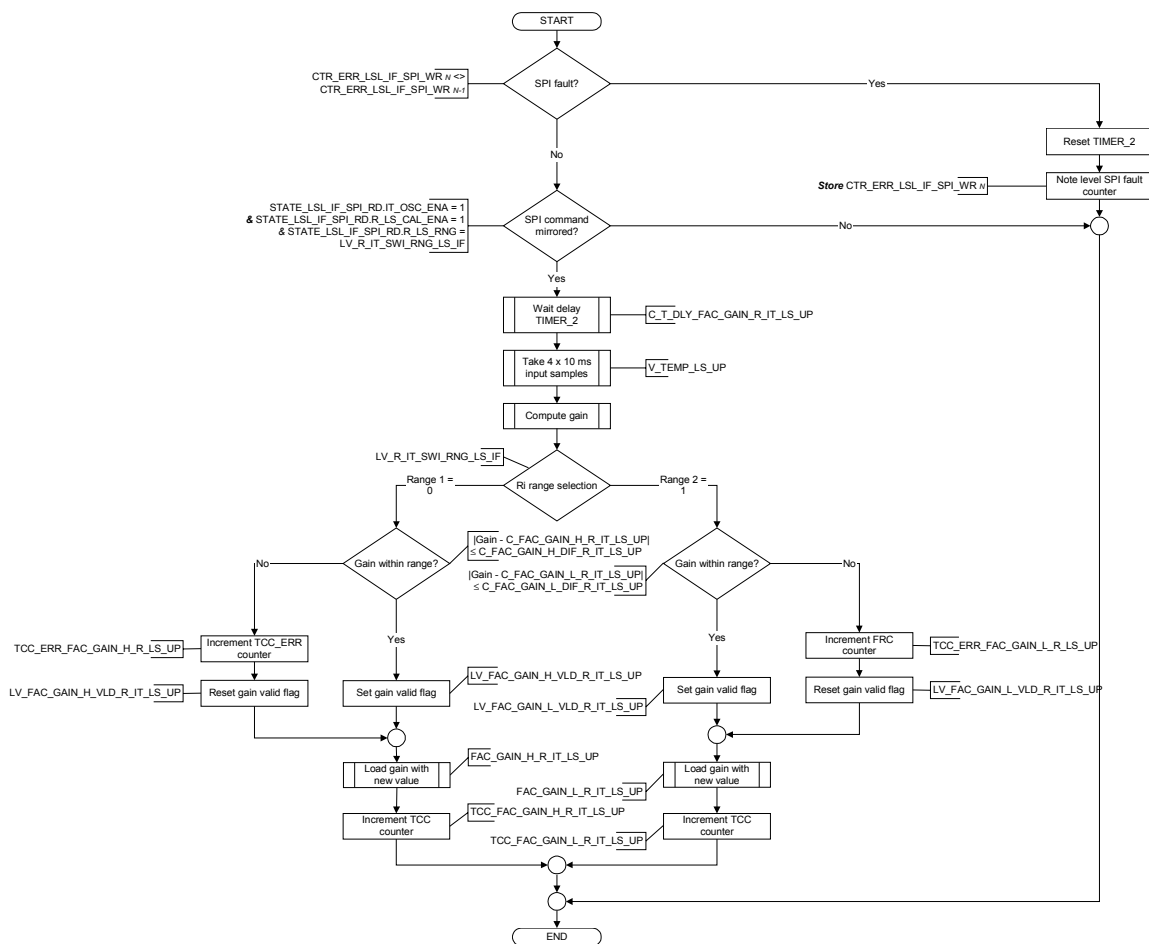 START
CTR_ERR_LSL_IF_SPI_WR N <>
CTR_ERR_LSL_IF_SPI_WR N-1
SPI fault?
Yes
Reset TIMER_2
No
Store CTR_ERR_LSL_IF_SPI_WR N
Note level SPI fault
counter
STATE_LSL_IF_SPI_RD.IT_OSC_ENA = 1
& STATE_LSL_IF_SPI_RD.R_LS_CAL_ENA = 1
& STATE_LSL_IF_SPI_RD.R_LS_RNG =
LV_R_IT_SWI_RNG_LS_IF
SPI command
mirrored?
No
Yes
Wait delay
TIMER_2
C_T_DLY_FAC_GAIN_R_IT_LS_UP
Take 4 x 10 ms
input samples
V_TEMP_LS_UP
Compute gain
LV_R_IT_SWI_RNG_LS_IF
Ri range selection
Range 1 =
0
Range 2 =
1
Gain within range?
|Gain - C_FAC_GAIN_H_R_IT_LS_UP|
≤ C_FAC_GAIN_H_DIF_R_IT_LS_UP
|Gain - C_FAC_GAIN_L_R_IT_LS_UP|
≤ C_FAC_GAIN_L_DIF_R_IT_LS_UP
Gain within range?
No
No
Yes
Yes
TCC_ERR_FAC_GAIN_H_R_LS_UP
Increment TCC_ERR
counter
Increment FRC
counter
TCC_ERR_FAC_GAIN_L_R_LS_UP
LV_FAC_GAIN_H_VLD_R_IT_LS_UP
Reset gain valid flag
Set gain valid flag
LV_FAC_GAIN_H_VLD_R_IT_LS_UP
LV_FAC_GAIN_L_VLD_R_IT_LS_UP
Set gain valid flag
Reset gain valid flag
LV_FAC_GAIN_L_VLD_R_IT_LS_UP
FAC_GAIN_H_R_IT_LS_UP
Load gain with
new value
FAC_GAIN_L_R_IT_LS_UP
Load gain with
new value
TCC_FAC_GAIN_H_R_IT_LS_UP
Increment TCC
counter
TCC_FAC_GAIN_L_R_IT_LS_UP
Increment TCC
counter
END